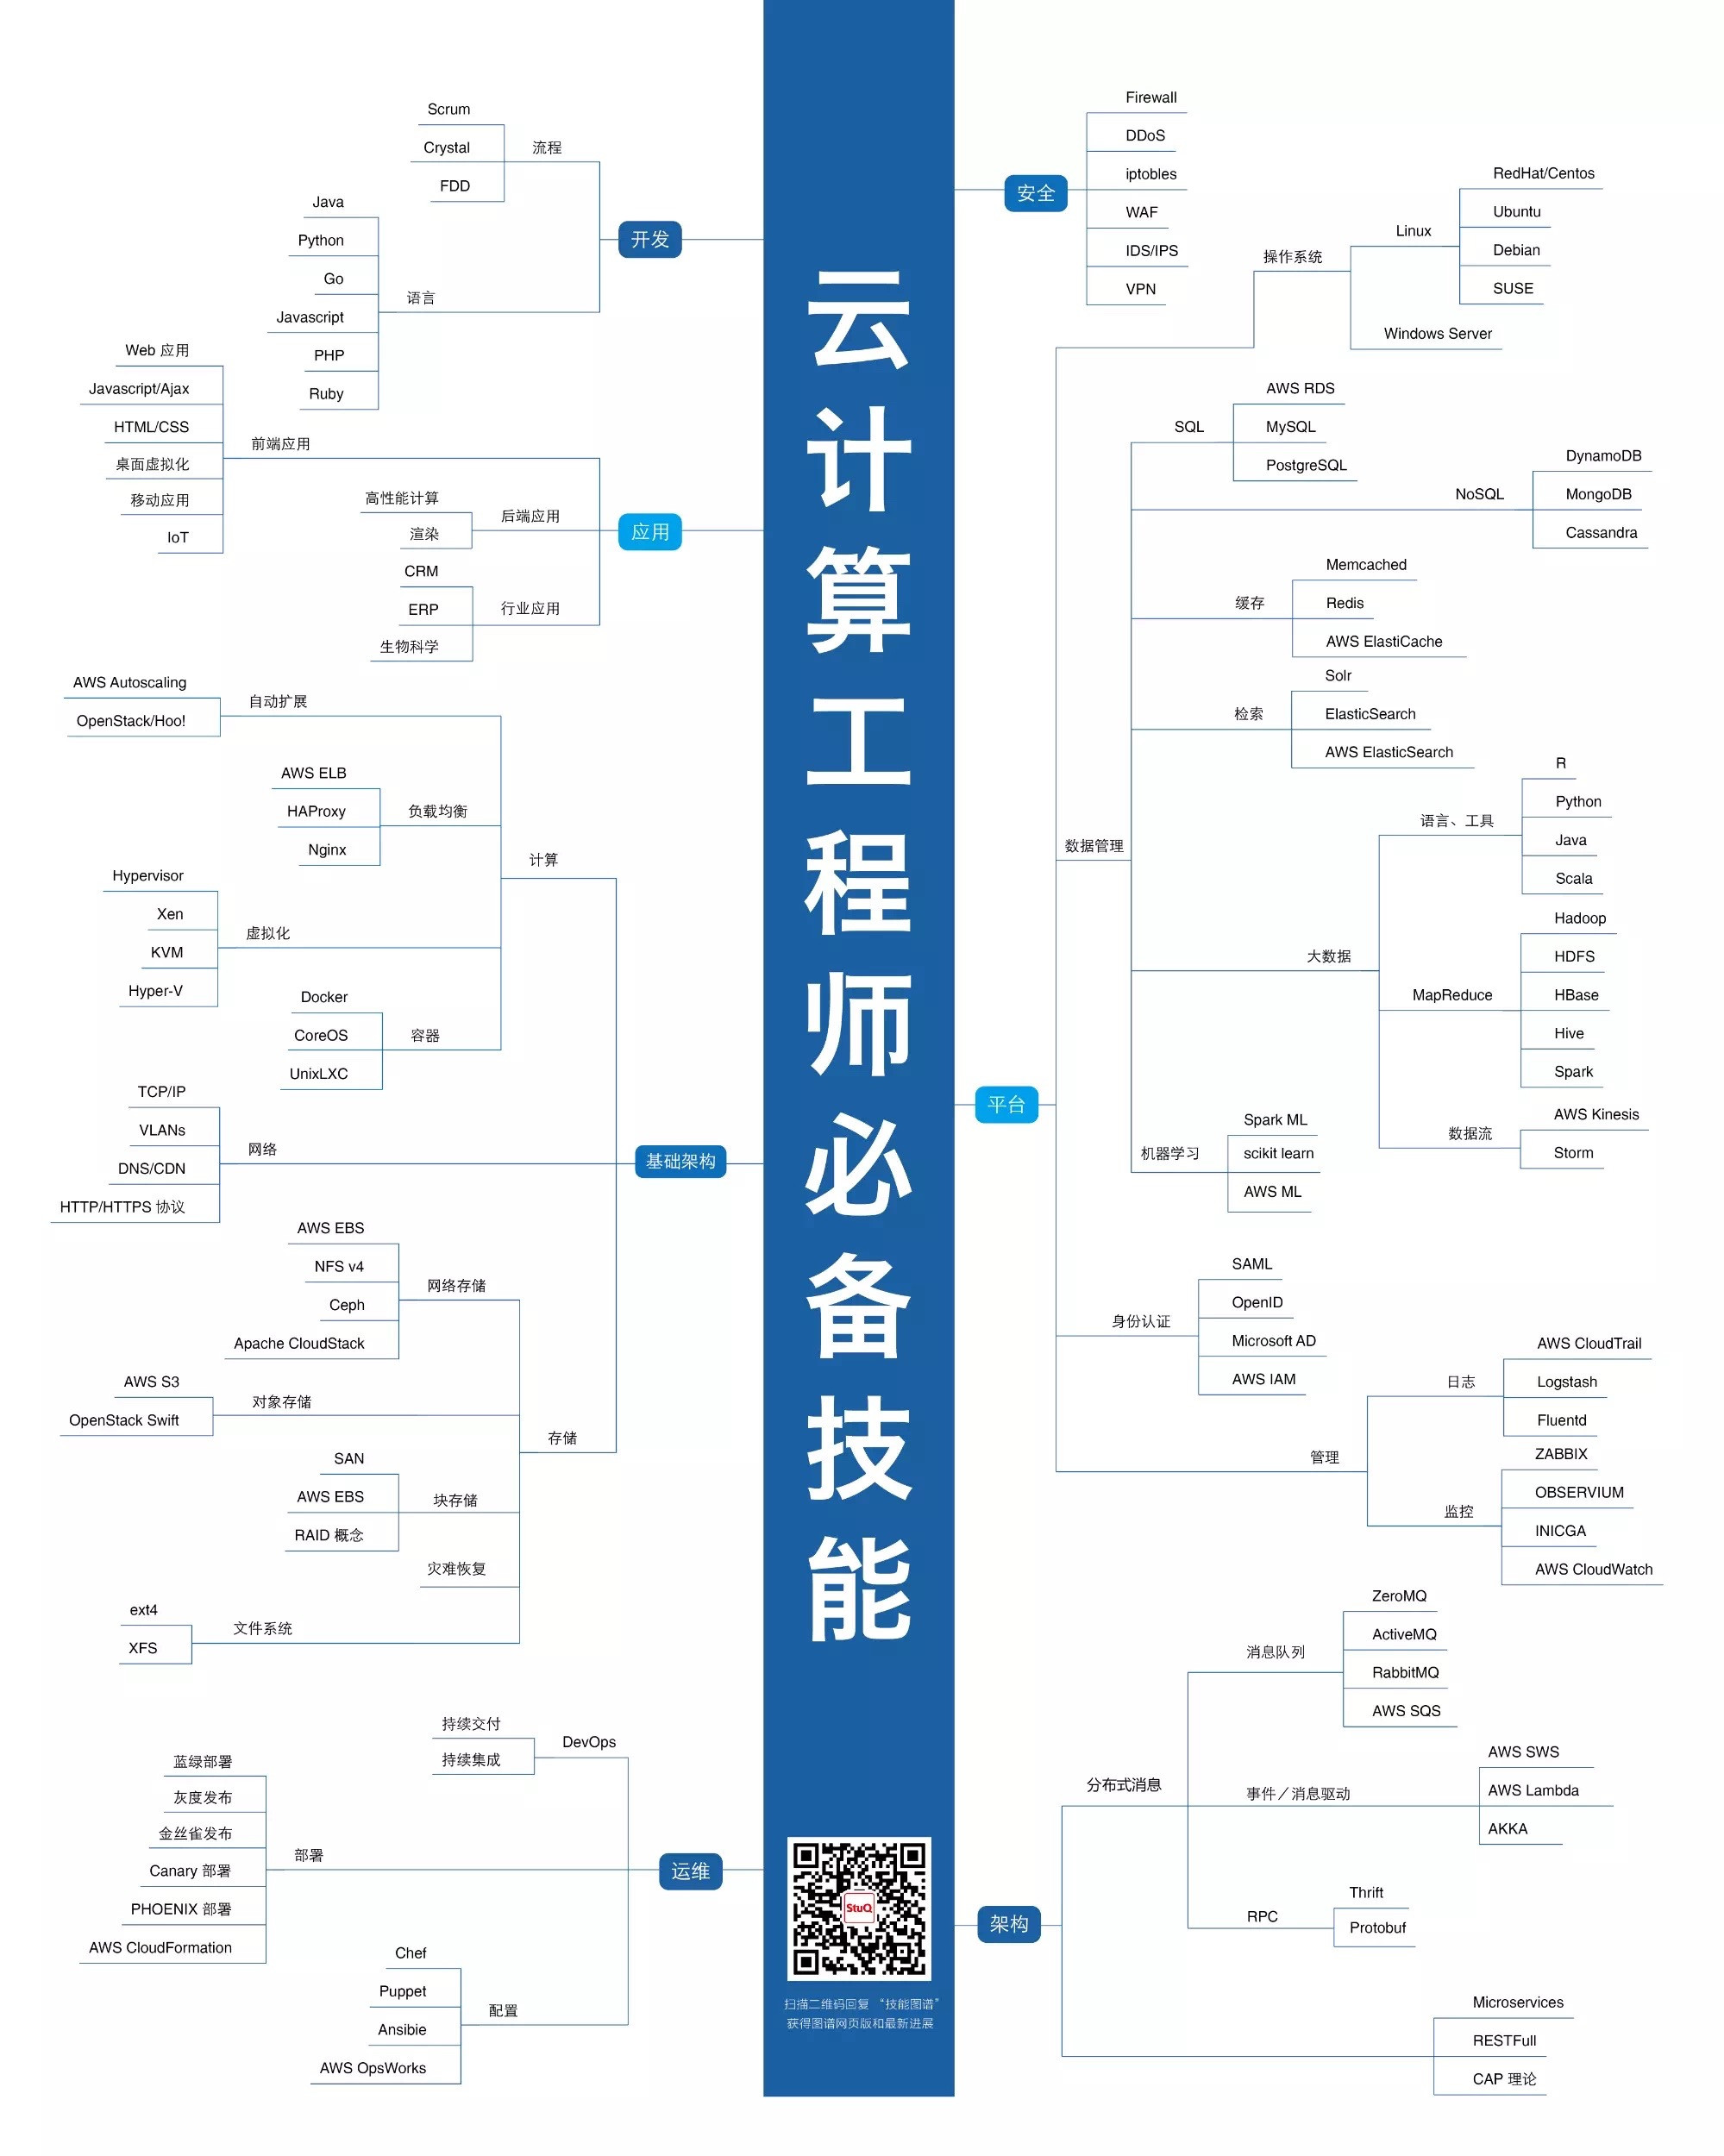 云计算工程师必备技能
StuQ
扫描二维码回复 “技能图谱”
获得图谱网页版和最新进展
开发
流程
Scrum
Crystal
FDD
语言
Java
Python
Go
Javascript
PHP
Ruby
应用
前端应用
Web 应用
Javascript/Ajax
HTML/CSS
桌面虚拟化
移动应用
IoT
后端应用
高性能计算
渲染
行业应用
CRM
ERP
生物科学
基础架构
计算
自动扩展
AWS Autoscaling
OpenStack/Hoo!
负载均衡
AWS ELB
HAProxy
Nginx
虚拟化
Hypervisor
Xen
KVM
Hyper-V
容器
Docker
CoreOS
UnixLXC
网络
TCP/IP
VLANs
DNS/CDN
HTTP/HTTPS 协议
存储
网络存储
AWS EBS
NFS v4
Ceph
Apache CloudStack
对象存储
AWS S3
OpenStack Swift
块存储
SAN
AWS EBS
RAID 概念
灾难恢复
文件系统
ext4
XFS
运维
DevOps
持续交付
持续集成
部署
蓝绿部署
灰度发布
金丝雀发布
Canary 部署
PHOENIX 部署
AWS CloudFormation
配置
Chef
Puppet
Ansibie
AWS OpsWorks
安全
Firewall
DDoS
iptobles
WAF
IDS/IPS
VPN
平台
操作系统
Linux
RedHat/Centos
Ubuntu
Debian
SUSE
Windows Server
数据管理
SQL
AWS RDS
MySQL
PostgreSQL
NoSQL
DynamoDB
MongoDB
Cassandra
缓存
Memcached
Redis
AWS ElastiCache
检索
Solr
ElasticSearch
AWS ElasticSearch
大数据
语言、工具
R
Python
Java
Scala
MapReduce
Hadoop
HDFS
HBase
Hive
Spark
数据流
AWS Kinesis
Storm
机器学习
Spark ML
scikit learn
AWS ML
身份认证
SAML
OpenID
Microsoft AD
AWS IAM
管理
日志
AWS CloudTrail
Logstash
Fluentd
监控
ZABBIX
OBSERVIUM
INICGA
AWS CloudWatch
架构
分布式消息
消息队列
ZeroMQ
ActiveMQ
RabbitMQ
AWS SQS
事件／消息驱动
AWS SWS
AWS Lambda
AKKA
RPC
Thrift
Protobuf
Microservices
RESTFull
CAP 理论